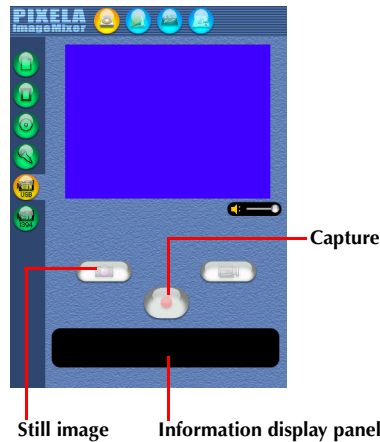 PIXELA
ImageMixer
USB
1394
Capture
Still image
Information display panel